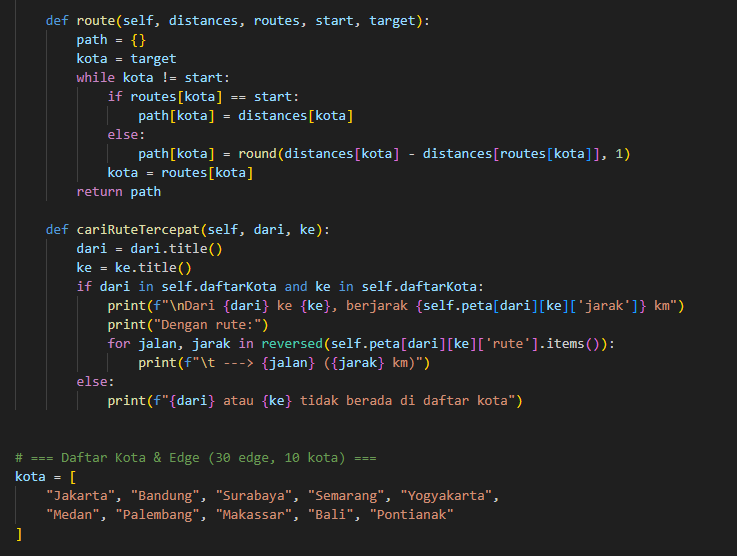 def route(self, distances, routes, start, target):
    path = {}
    kota = target
    while kota != start:
        if routes[kota] == start:
            path[kota] = distances[kota]
        else:
            path[kota] = round(distances[kota] - distances[routes[kota]], 1)
        kota = routes[kota]
    return path

def cariRuteTercepat(self, dari, ke):
    dari = dari.title()
    ke = ke.title()
    if dari in self.daftarKota and ke in self.daftarKota:
        print(f"\nDari {dari} ke {ke}, berjarak {self.peta[dari][ke]['jarak']} km")
        print("Dengan rute:")
        for jalan, jarak in reversed(self.peta[dari][ke]['rute'].items()):
            print(f"\t ---> {jalan} ({jarak} km)")
    else:
        print(f"{dari} atau {ke} tidak berada di daftar kota")

# === Daftar Kota & Edge (30 edge, 10 kota) ===
kota = [
    "Jakarta", "Bandung", "Surabaya", "Semarang", "Yogyakarta",
    "Medan", "Palembang", "Makassar", "Bali", "Pontianak"
]